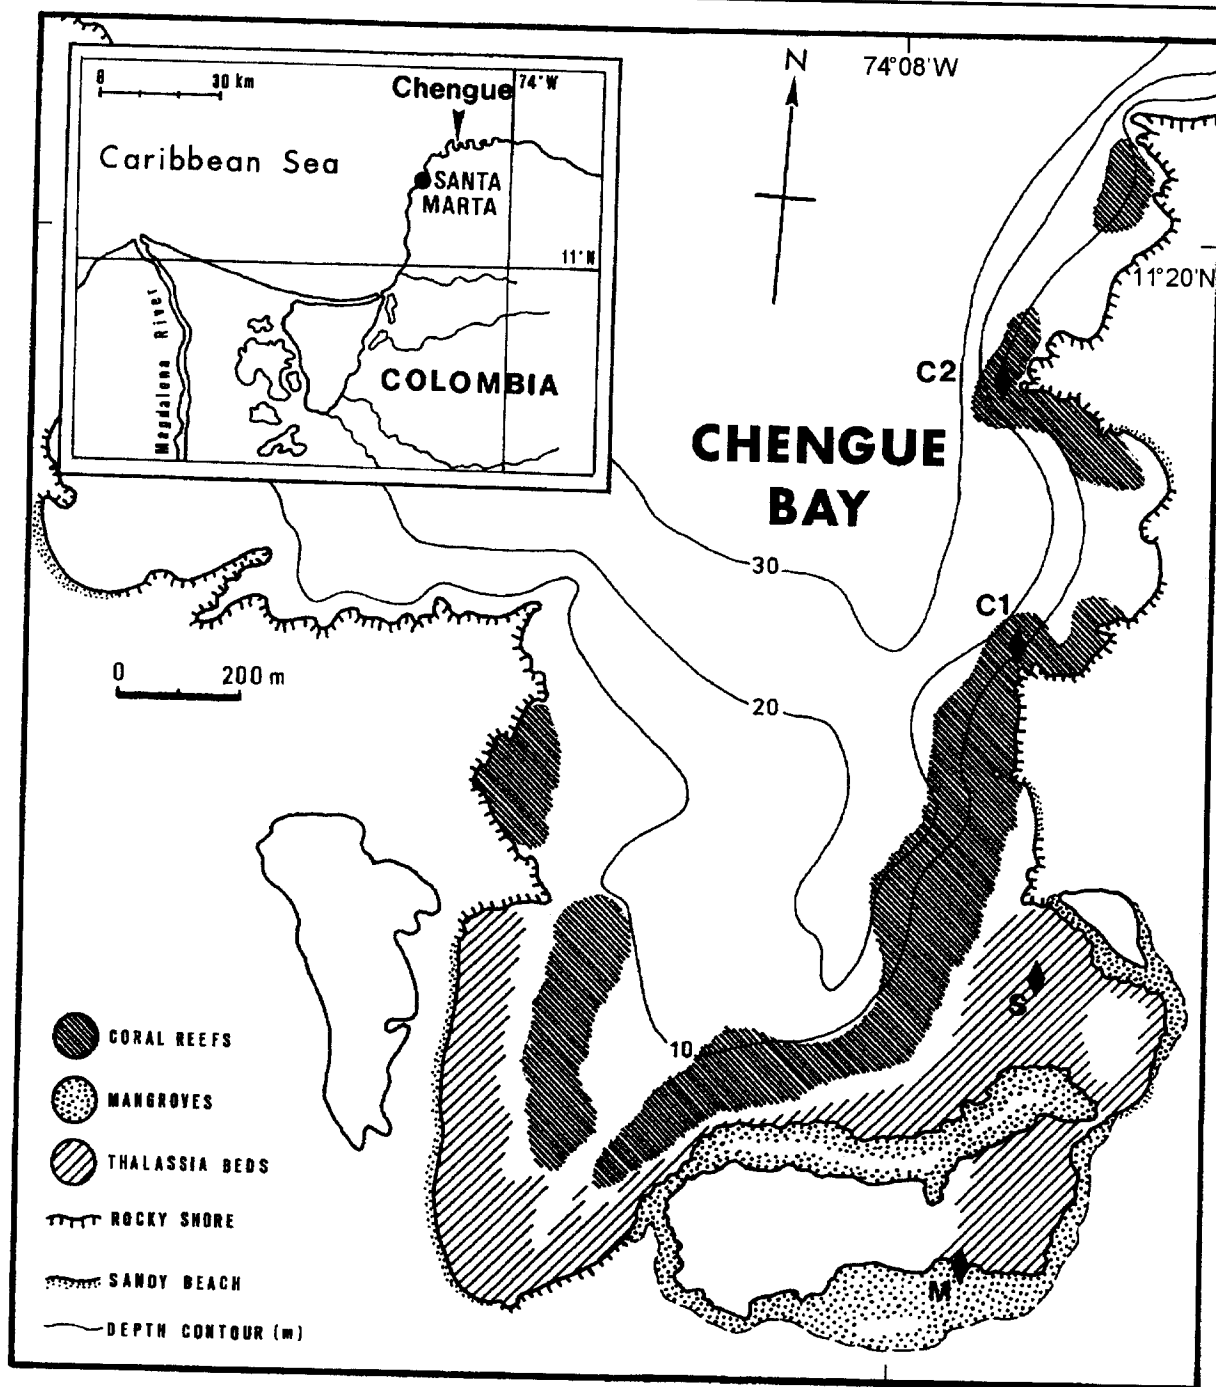 8
30 km
74°W
Chengue
Caribbean Sea
SANTA
MARTA
11°N
Magdalena River
COLOMBIA
N
74°08'W
11°20'N
C2
CHENGUE
BAY
30
C1
0
200 m
20
S
10
CORAL REEFS
MANGROVES
THALASSIA BEDS
ROCKY SHORE
SANDY BEACH
DEPTH CONTOUR (m)
M